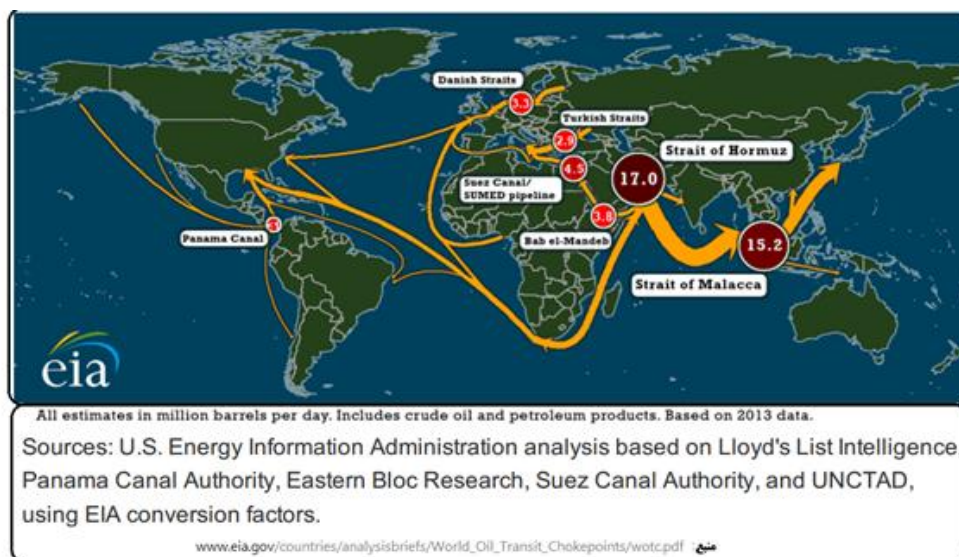 Danish Straits
3.3
Turkish Straits
2.9
Strait of Hormuz
17.0
4.5
Suez Canal/
SUMED pipeline
3.8
Panama Canal
Bab el-Mandeb
15.2
Strait of Malacca
eia
All estimates in million barrels per day. Includes crude oil and petroleum products. Based on 2013 data.
Sources: U.S. Energy Information Administration analysis based on Lloyd's List Intelligence
Panama Canal Authority, Eastern Bloc Research, Suez Canal Authority, and UNCTAD,
using EIA conversion factors.
www.eia.gov/countries/analysisbriefs/World_Oil_Transit_Chokepoints/wotc.pdf :منبع